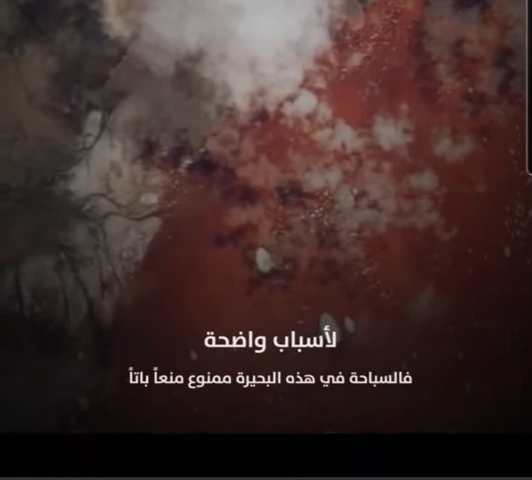 لأسباب واضحة
فالسباحة في هذه البحيرة ممنوع منعاً باتاً